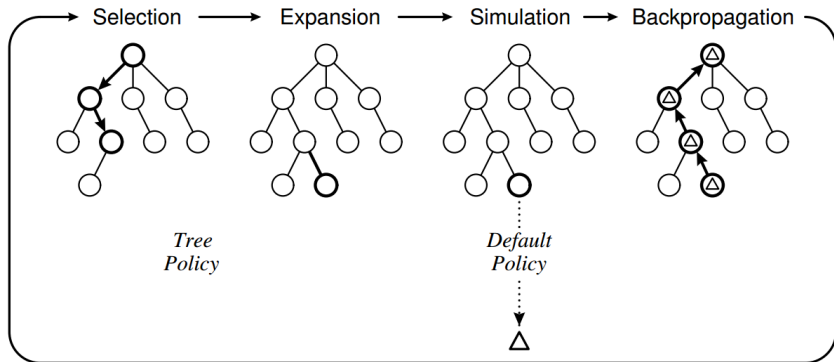 Selection
Expansion
Simulation
Backpropagation
Tree
Policy
Default
Policy